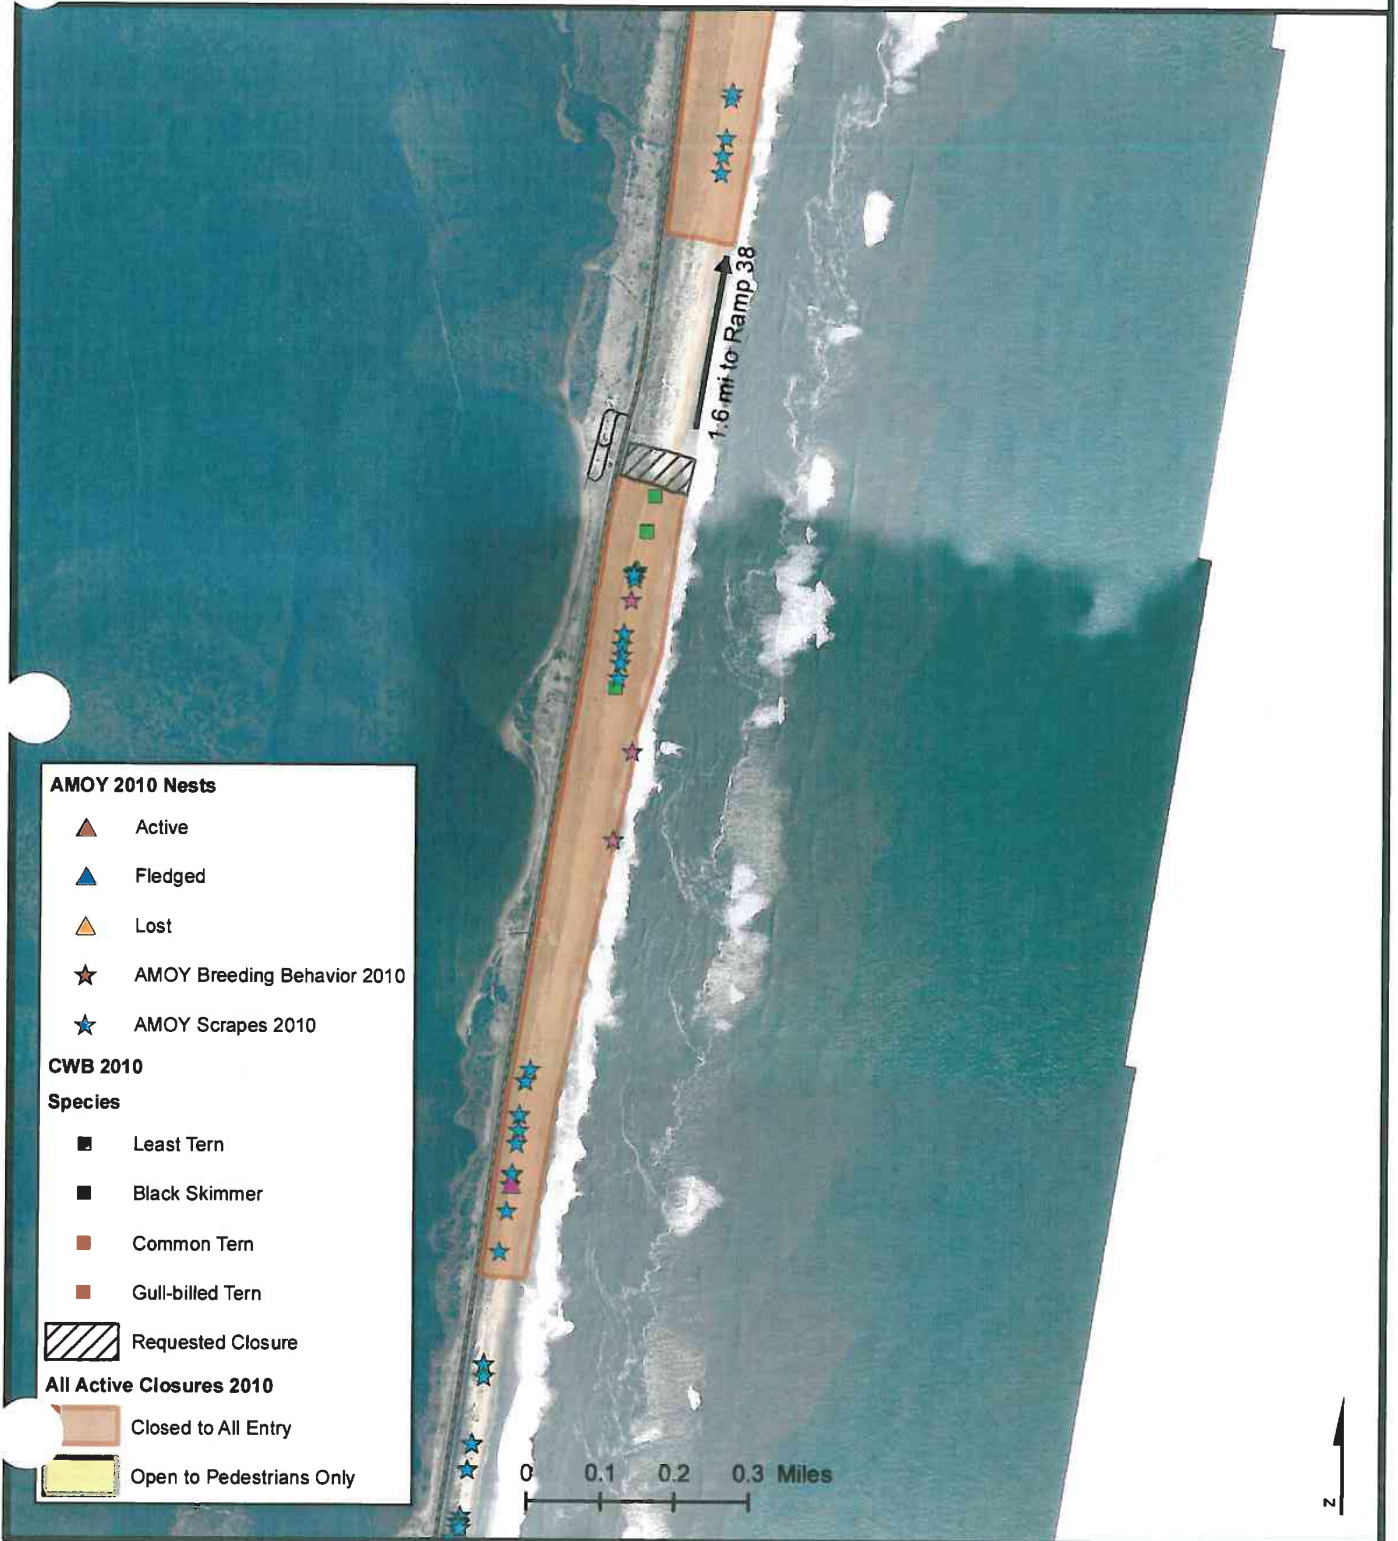 1.6 mi to Ramp 38
AMOY 2010 Nests
Active
Fledged
Lost
AMOY Breeding Behavior 2010
AMOY Scrapes 2010
CWB 2010
Species
Least Tern
Black Skimmer
Common Tern
Gull-billed Tern
Requested Closure
All Active Closures 2010
Closed to All Entry
Open to Pedestrians Only
0 0.1 0.2 0.3 Miles
N